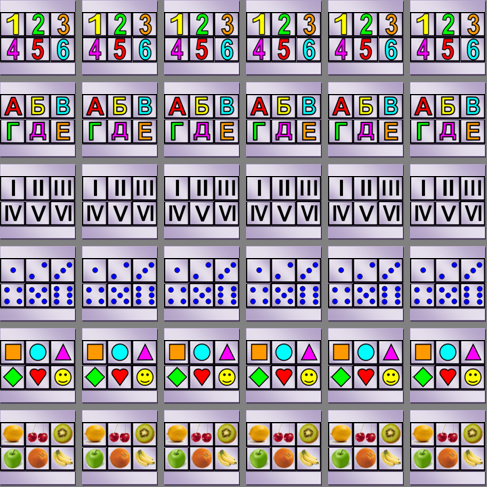 1 2 3 1 2 3 1 2 3 1 2 3 1 2 3 1 2 3
4 5 6 4 5 6 4 5 6 4 5 6 4 5 6 4 5 6
А Б В А Б В А Б В А Б В А Б В А Б В
Г Д Е Г Д Е Г Д Е Г Д Е Г Д Е Г Д Е
I II III I II III I II III I II III I II III I II III
IV V VI IV V VI IV V VI IV V VI IV V VI IV V VI